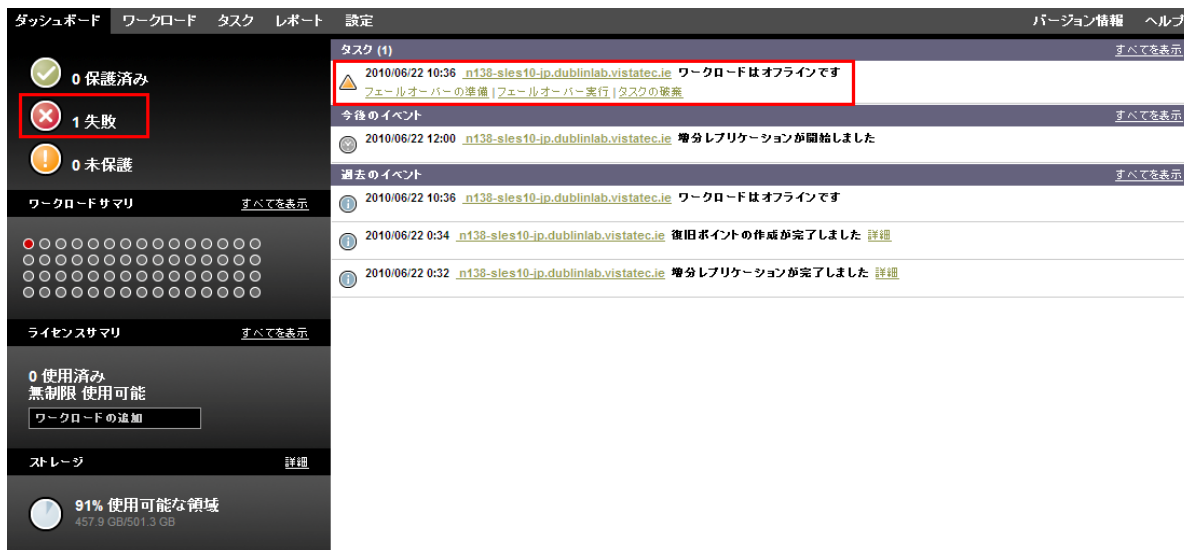 ダッシュボード ワークロード タスク レポート 設定 バージョン情報 ヘルプ
0 保護済み
1 失敗
0 未保護
ワークロードサマリ すべてを表示
ライセンスサマリ すべてを表示
0 使用済み
無制限 使用可能
ワークロードの追加
ストレージ 詳細
91% 使用可能な領域
457.9 GB/501.3 GB
タスク (1) すべてを表示
2010/06/22 10:36 n138-sles10-jp.dublinlab.vistatec.ie ワークロードはオフラインです
フェールオーバーの準備 | フェールオーバー実行 | タスクの破棄
今後のイベント すべてを表示
2010/06/22 12:00 n138-sles10-jp.dublinlab.vistatec.ie 増分レプリケーションが開始しました
過去のイベント すべてを表示
2010/06/22 10:36 n138-sles10-jp.dublinlab.vistatec.ie ワークロードはオフラインです
2010/06/22 0:34 n138-sles10-jp.dublinlab.vistatec.ie 復旧ポイントの作成が完了しました 詳細
2010/06/22 0:32 n138-sles10-jp.dublinlab.vistatec.ie 増分レプリケーションが完了しました 詳細